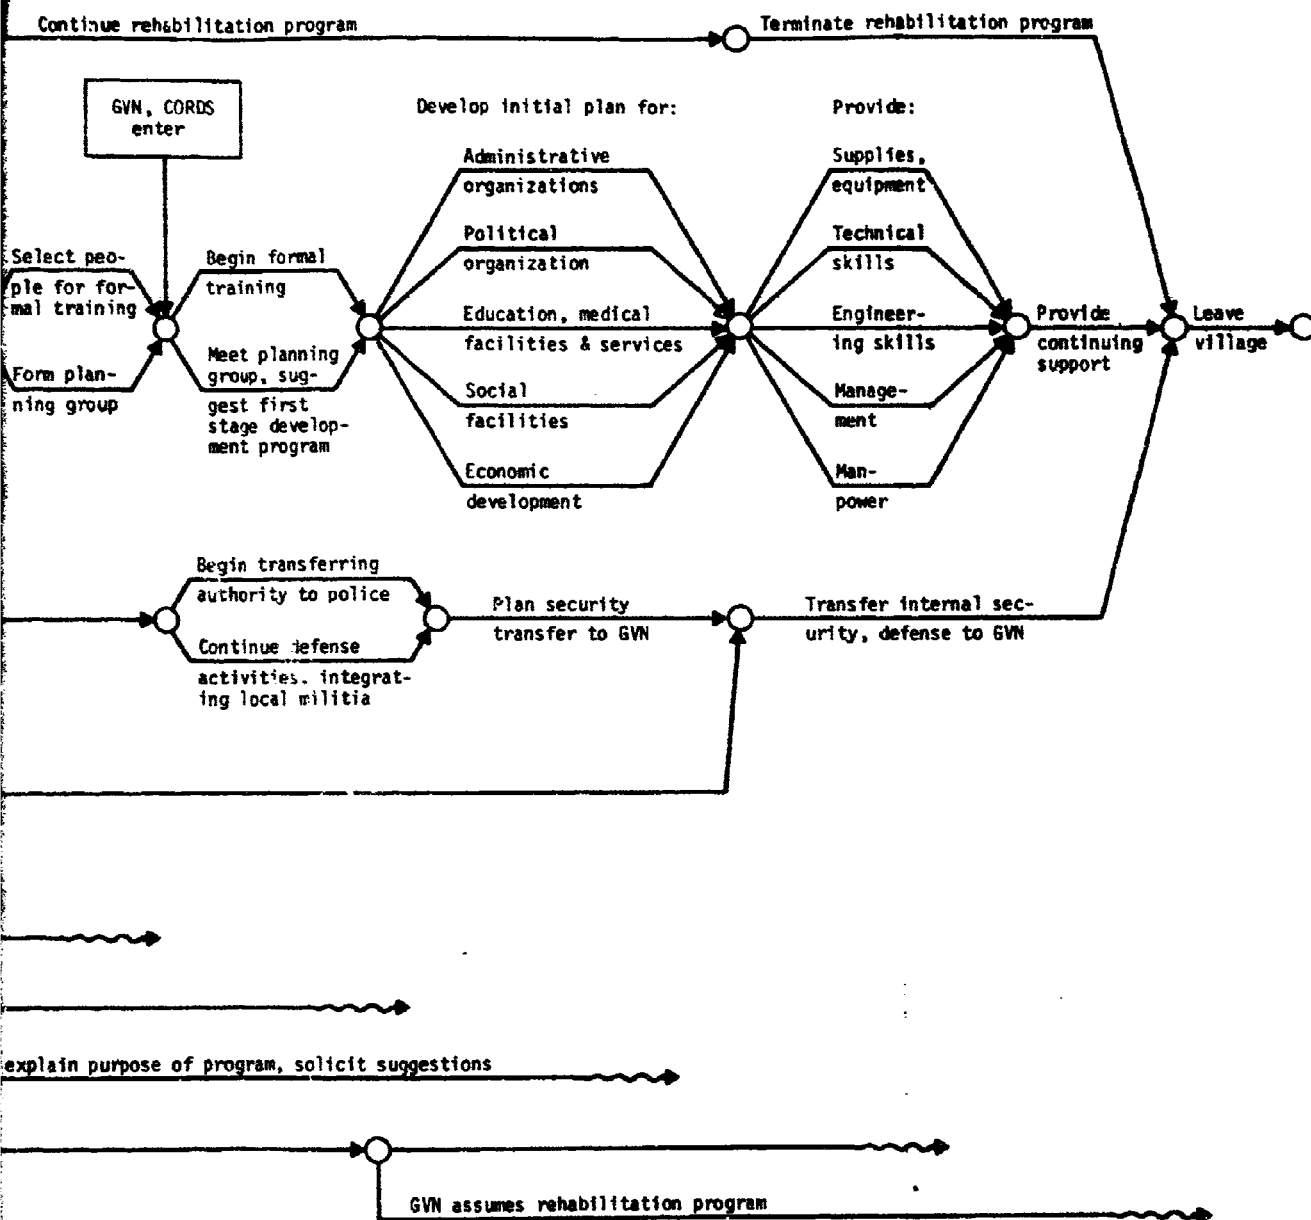 Continue rehabilitation program
Terminate rehabilitation program
GVN, CORDS
enter
Develop initial plan for:
Provide:
Administrative
organizations
Supplies,
equipment
Political
organization
Technical
skills
Select peo-
ple for for-
mal training
Begin formal
training
Education, medical
facilities & services
Engineer-
ing skills
Provide
continuing
support
Leave
village
Form plan-
ning group
Meet planning
group, sug-
gest first
stage develop-
ment program
Social
facilities
Manage-
ment
Economic
development
Man-
power
Begin transferring
authority to police
Plan security
transfer to GVN
Transfer internal sec-
urity, defense to GVN
Continue defense
activities, integrat-
ing local militia
explain purpose of program, solicit suggestions
GVN assumes rehabilitation program